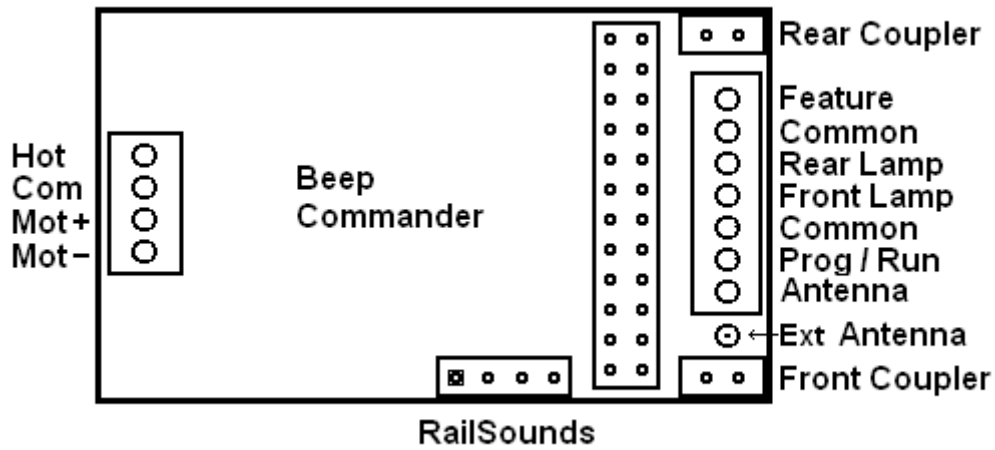 Rear Coupler
Feature
Common
Rear Lamp
Front Lamp
Common
Prog / Run
Antenna
←Ext Antenna
Front Coupler
Hot
Com
Mot+
Mot−
Beep
Commander
RailSounds